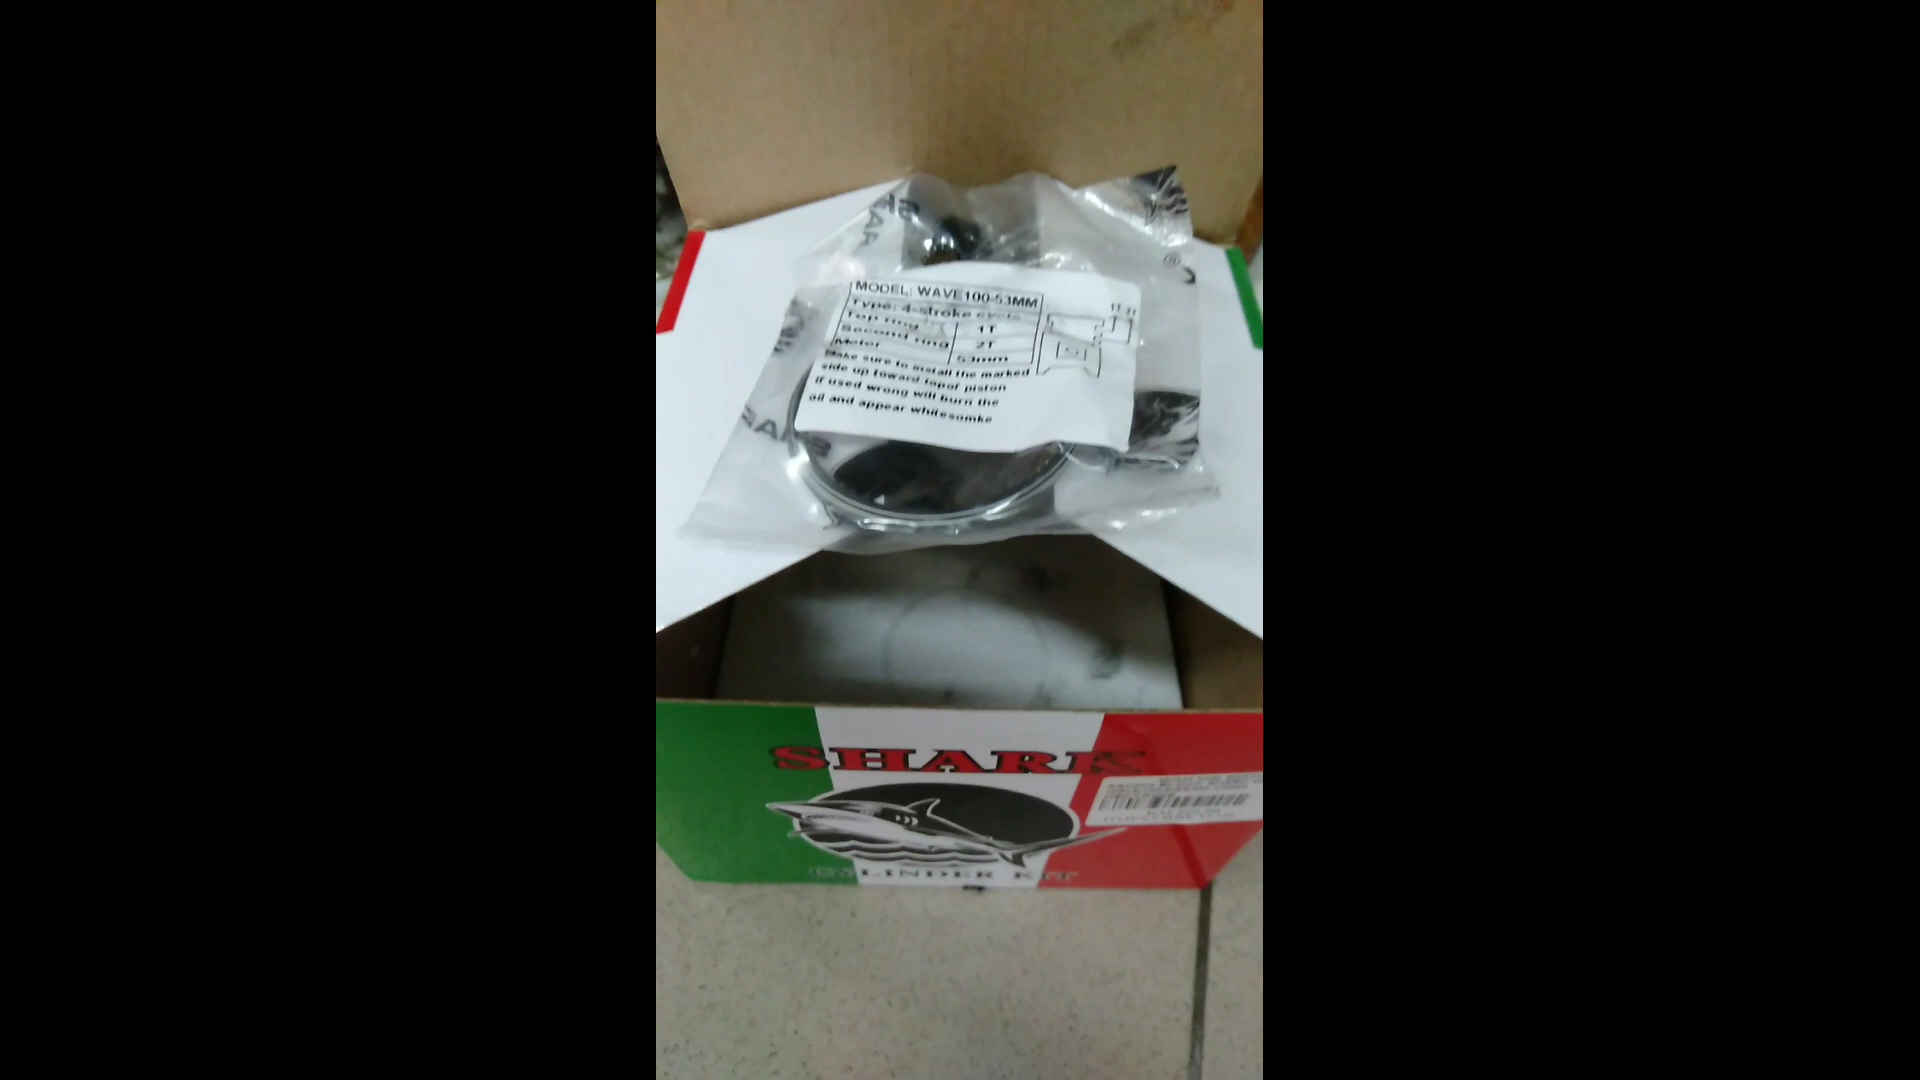 MODEL: WAVE100-53MM
Type: 4-stroke cycle
Top ring 1T
Second ring 2T
Meter 53mm
1T 2T
Make sure to install the marked
side up toward topof piston
if used wrong will burn the
oil and appear whitesomke
SHARK
CYLINDER KIT